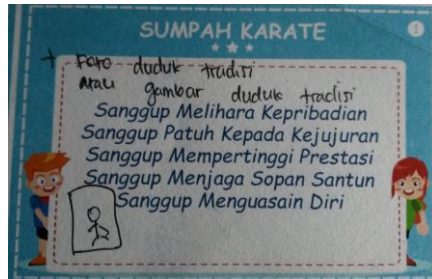 SUMPAH KARATE
1
+ Foto duduk tradisi
Atau gambar duduk tradisi
Sanggup Melihara Kepribadian
Sanggup Patuh Kepada Kejujuran
Sanggup Mempertinggi Prestasi
Sanggup Menjaga Sopan Santun
Sanggup Menguasain Diri